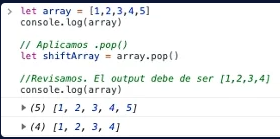 let array = [1,2,3,4,5]
console.log(array)
// Aplicamos .pop()
let shiftArray = array.pop()
//Revisamos. El output debe de ser [1,2,3,4]
console.log(array)
(5) [1, 2, 3, 4, 5]
(4) [1, 2, 3, 4]